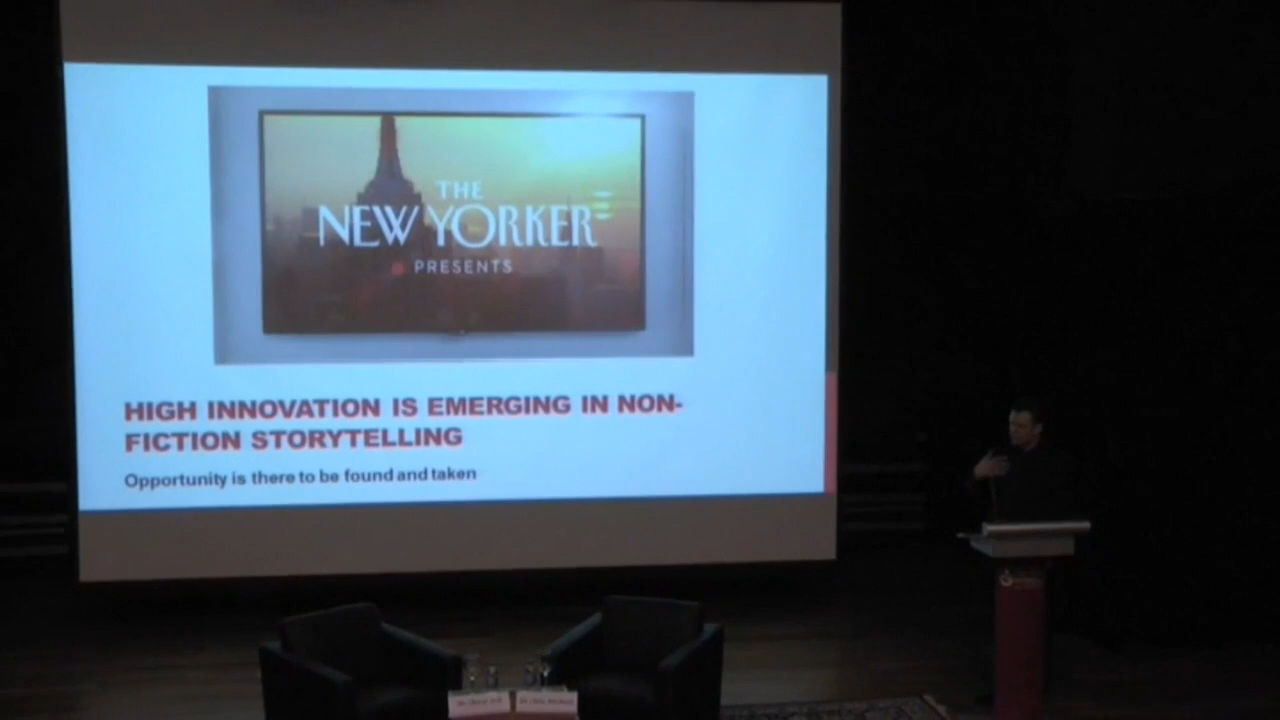 THE
NEW YORKER
PRESENTS
HIGH INNOVATION IS EMERGING IN NON-
FICTION STORYTELLING
Opportunity is there to be found and taken